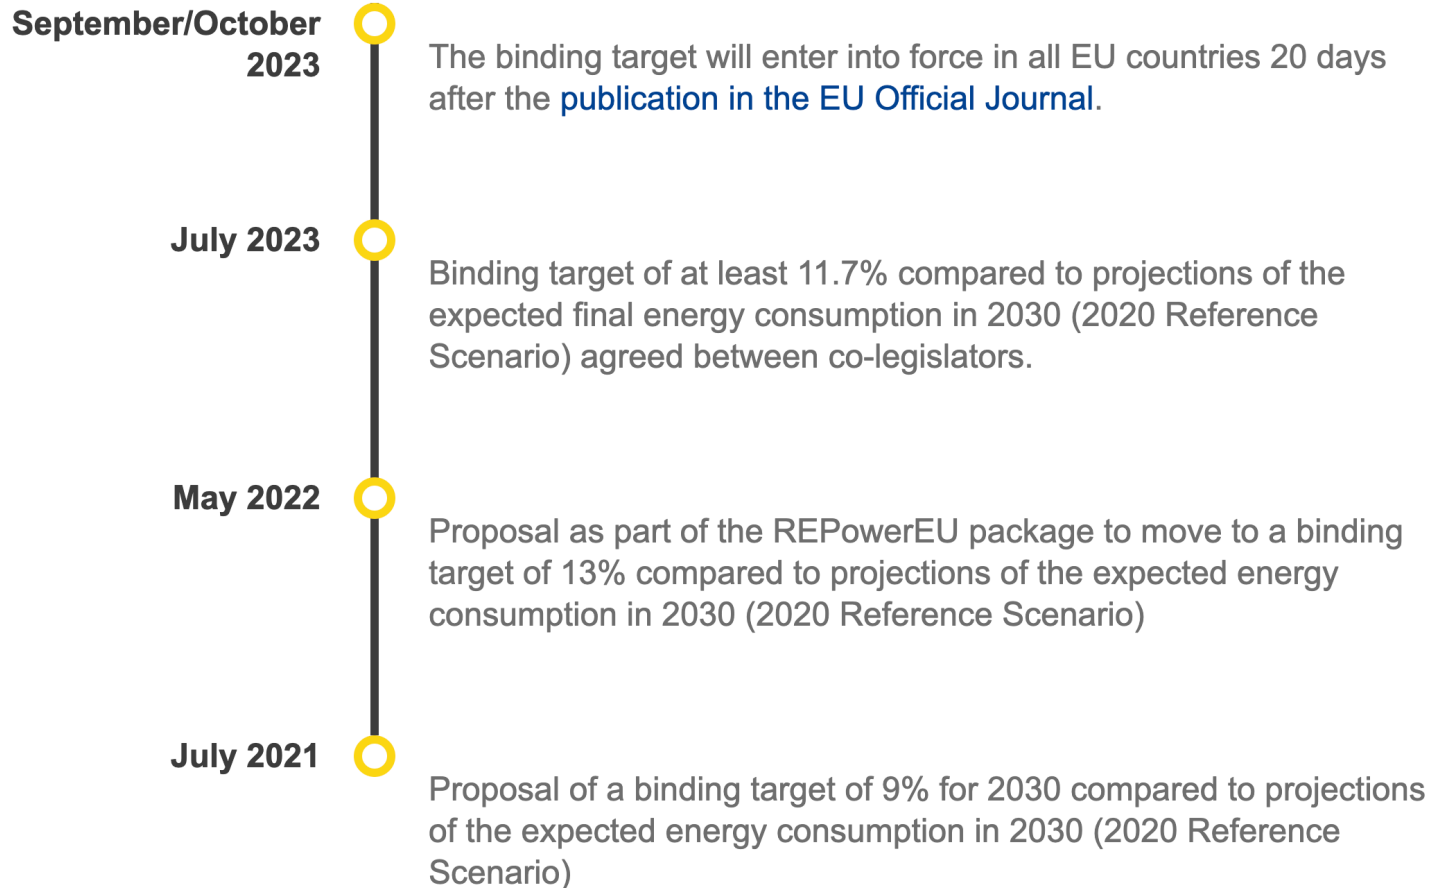 September/October
2023
The binding target will enter into force in all EU countries 20 days
after the publication in the EU Official Journal.
July 2023
Binding target of at least 11.7% compared to projections of the
expected final energy consumption in 2030 (2020 Reference
Scenario) agreed between co-legislators.
May 2022
Proposal as part of the REPowerEU package to move to a binding
target of 13% compared to projections of the expected energy
consumption in 2030 (2020 Reference Scenario)
July 2021
Proposal of a binding target of 9% for 2030 compared to projections
of the expected energy consumption in 2030 (2020 Reference
Scenario)